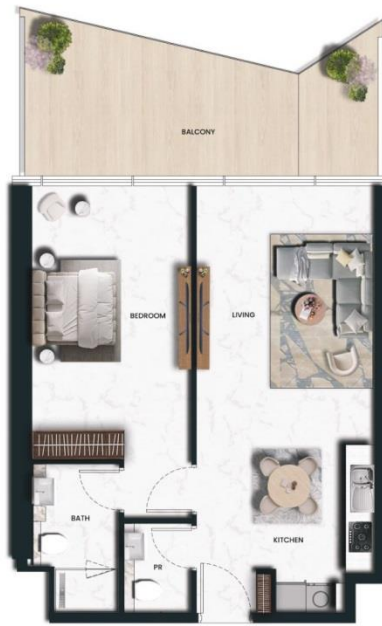 BALCONY
BEDROOM
LIVING
BATH
PR
KITCHEN